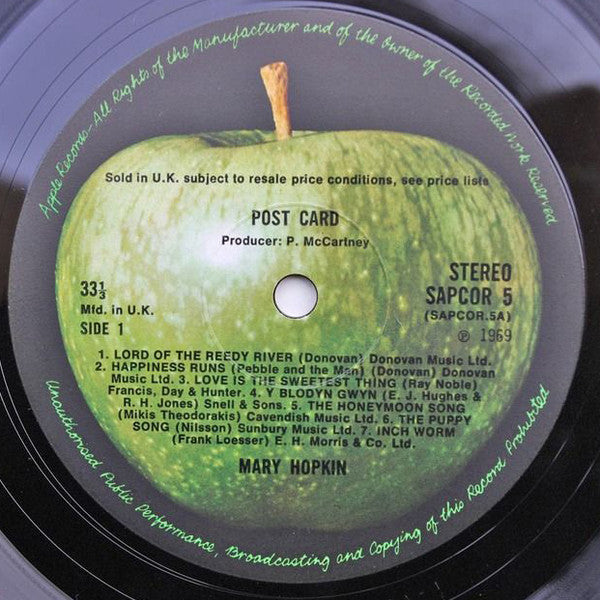 Apple Records–All Rights of the Manufacturer and of the Owner of the Recorded Work Reserved
Sold in U.K. subject to resale price conditions, see price lists
POST CARD
Producer: P. McCartney
33⅓
Mfd. in U.K.
SIDE 1
STEREO
SAPCOR 5
(SAPCOR.5A)
℗ 1969
1. LORD OF THE REEDY RIVER (Donovan) Donovan Music Ltd.
2. HAPPINESS RUNS (Pebble and the Man) (Donovan) Donovan
Music Ltd. 3. LOVE IS THE SWEETEST THING (Ray Noble)
Francis, Day & Hunter. 4. Y BLODYN GWYN (E. J. Hughes &
R. H. Jones) Snell & Sons. 5. THE HONEYMOON SONG
(Mikis Theodorakis) Cavendish Music Ltd. 6. THE PUPPY
SONG (Nilsson) Sunbury Music Ltd. 7. INCH WORM
(Frank Loesser) E. H. Morris & Co. Ltd.
MARY HOPKIN
Unauthorised Public Performance, Broadcasting and Copying of this Record Prohibited